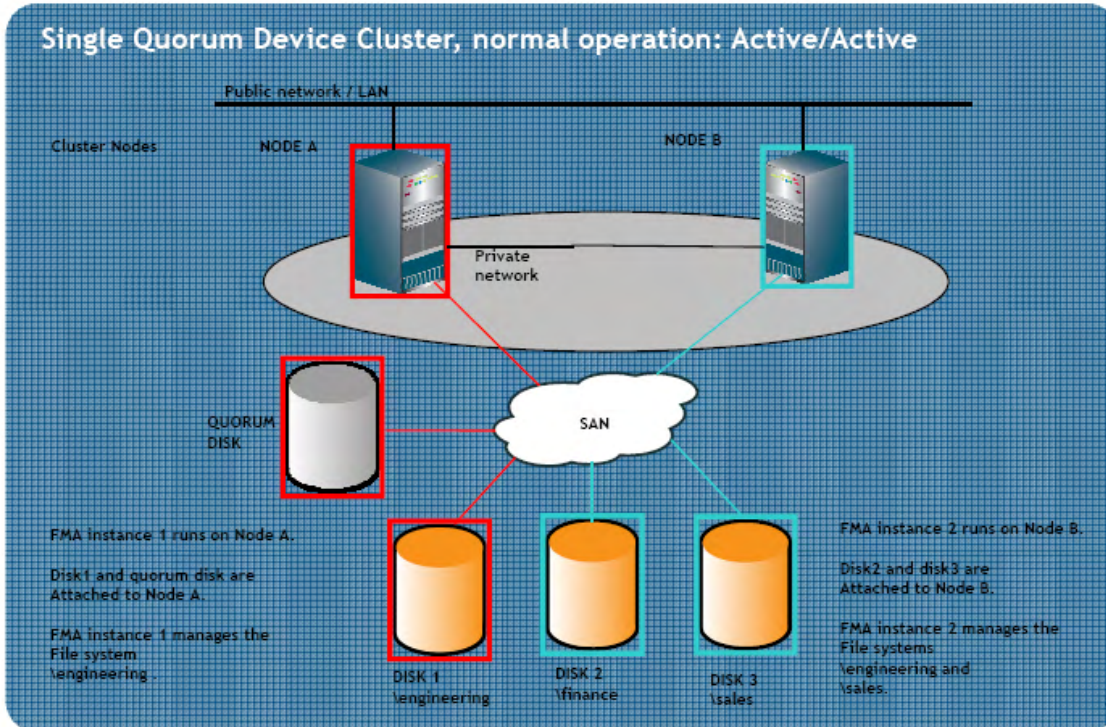 Single Quorum Device Cluster, normal operation: Active/Active
Public network / LAN
Cluster Nodes
NODE A
NODE B
Private
network
QUORUM
DISK
SAN
FMA instance 1 runs on Node A.
Disk1 and quorum disk are
Attached to Node A.
FMA instance 1 manages the
File system
\engineering .
DISK 1
\engineering
DISK 2
\finance
DISK 3
\sales
FMA instance 2 runs on Node B.
Disk2 and disk3 are
Attached to Node B.
FMA instance 2 manages the
File systems
\engineering and
\sales.